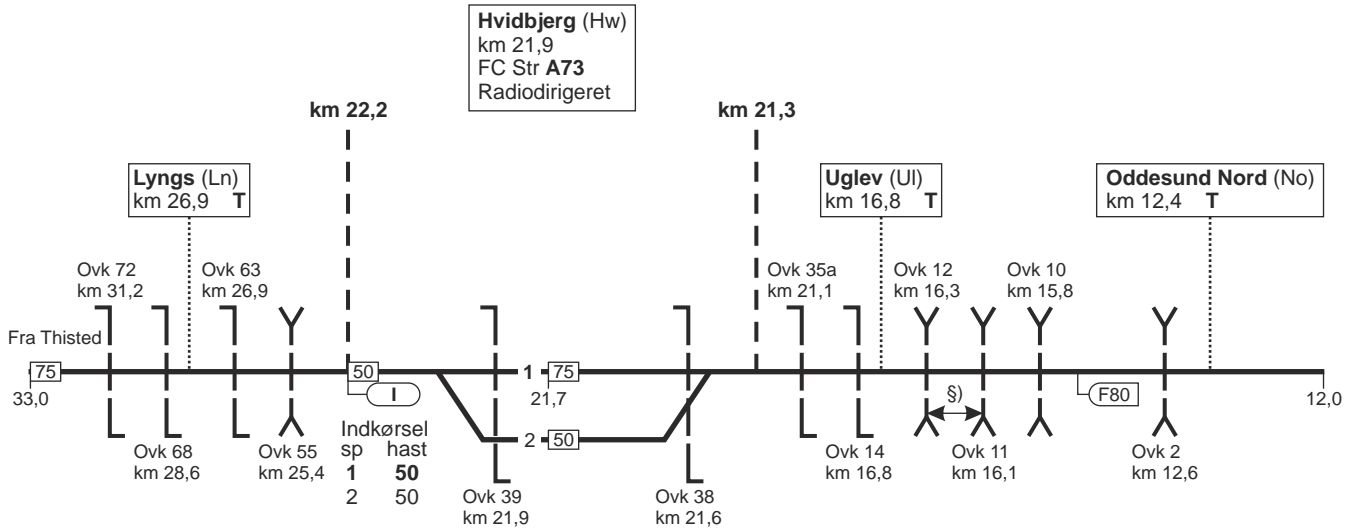 Hvidbjerg (Hw)
km 21,9
FC Str A73
Radiodirigeret
km 22,2
km 21,3
Lyngs (Ln)
km 26,9 T
Uglev (Ul)
km 16,8 T
Oddesund Nord (No)
km 12,4 T
Ovk 72
km 31,2
Ovk 63
km 26,9
Ovk 35a
km 21,1
Ovk 12
km 16,3
Ovk 10
km 15,8
Fra Thisted
75
50
1
75
33,0
I
21,7
F80
12,0
§)
2
50
Ovk 68
km 28,6
Ovk 55
km 25,4
Indkørsel
sp hast
1 50
2 50
Ovk 39
km 21,9
Ovk 38
km 21,6
Ovk 14
km 16,8
Ovk 11
km 16,1
Ovk 2
km 12,6